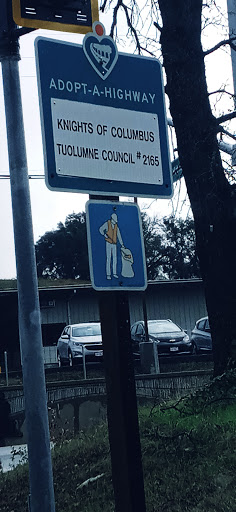 ADOPT-A-HIGHWAY
KNIGHTS OF COLUMBUS
TUOLUMNE COUNCIL # 2165